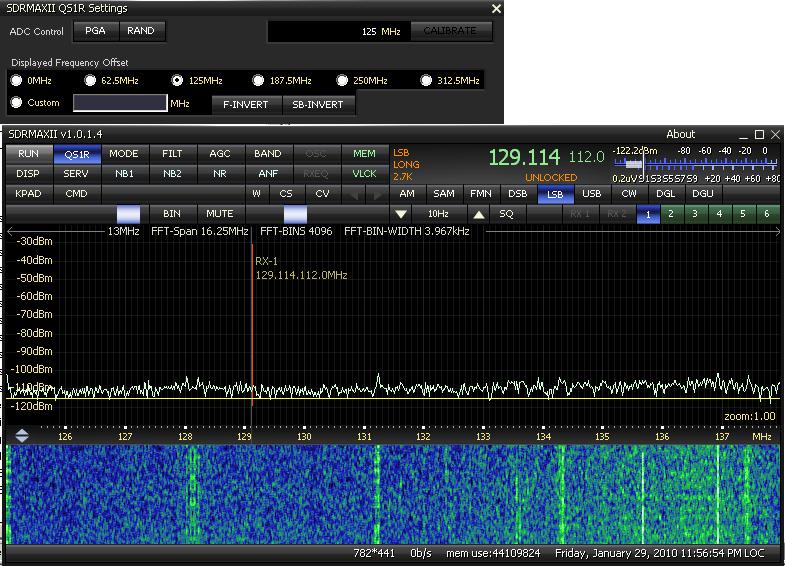 SDRMAXII QS1R Settings
ADC Control PGA RAND 125 MHz CALIBRATE
Displayed Frequency Offset
0MHz 62.5MHz 125MHz 187.5MHz 250MHz 312.5MHz
Custom MHz F-INVERT SB-INVERT
SDRMAXII v1.0.1.4 About
RUN QS1R MODE FILT AGC BAND OSC MEM
DISP SERV NB1 NB2 NR ANF RXEQ VLCK
KPAD CMD W CS CV
LSB
LONG
2.7K
129.114 112.0
UNLOCKED
-122.2dBm -80 -60 -40 -20 0
0.2uV S1S3S5S7S9 +20 +40 +60 +80
AM SAM FMN DSB LSB USB CW DGL DGU
BIN MUTE 10Hz SQ RX 1 RX 2 1 2 3 4 5 6
13MHz FFT-Span 16.25MHz FFT-BINS 4096 FFT-BIN-WIDTH 3.967kHz
-30dBm
-40dBm
-50dBm
-60dBm
-70dBm
-80dBm
-90dBm
-100dBm
-110dBm
-120dBm
RX-1
129.114.112.0MHz
zoom:1.00
126 127 128 129 130 131 132 133 134 135 136 137 MHz
782*441 0b/s mem use:44109824 Friday, January 29, 2010 11:56:54 PM LOC